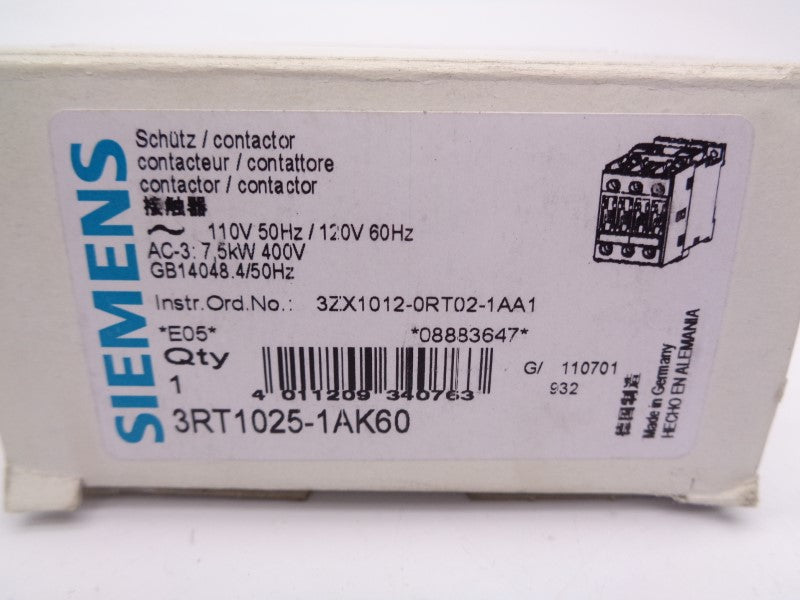 SIEMENS
Schütz / contactor
contacteur / contattore
contactor / contactor
接触器
~ 110V 50Hz / 120V 60Hz
AC-3: 7,5kW 400V
GB14048.4/50Hz
Instr.Ord.No.: 3ZX1012-0RT02-1AA1
*E05* *08883647*
Qty
1
4 011209 340763
G/ 110701
932
3RT1025-1AK60
德国制造
Made in Germany
HECHO EN ALEMANIA